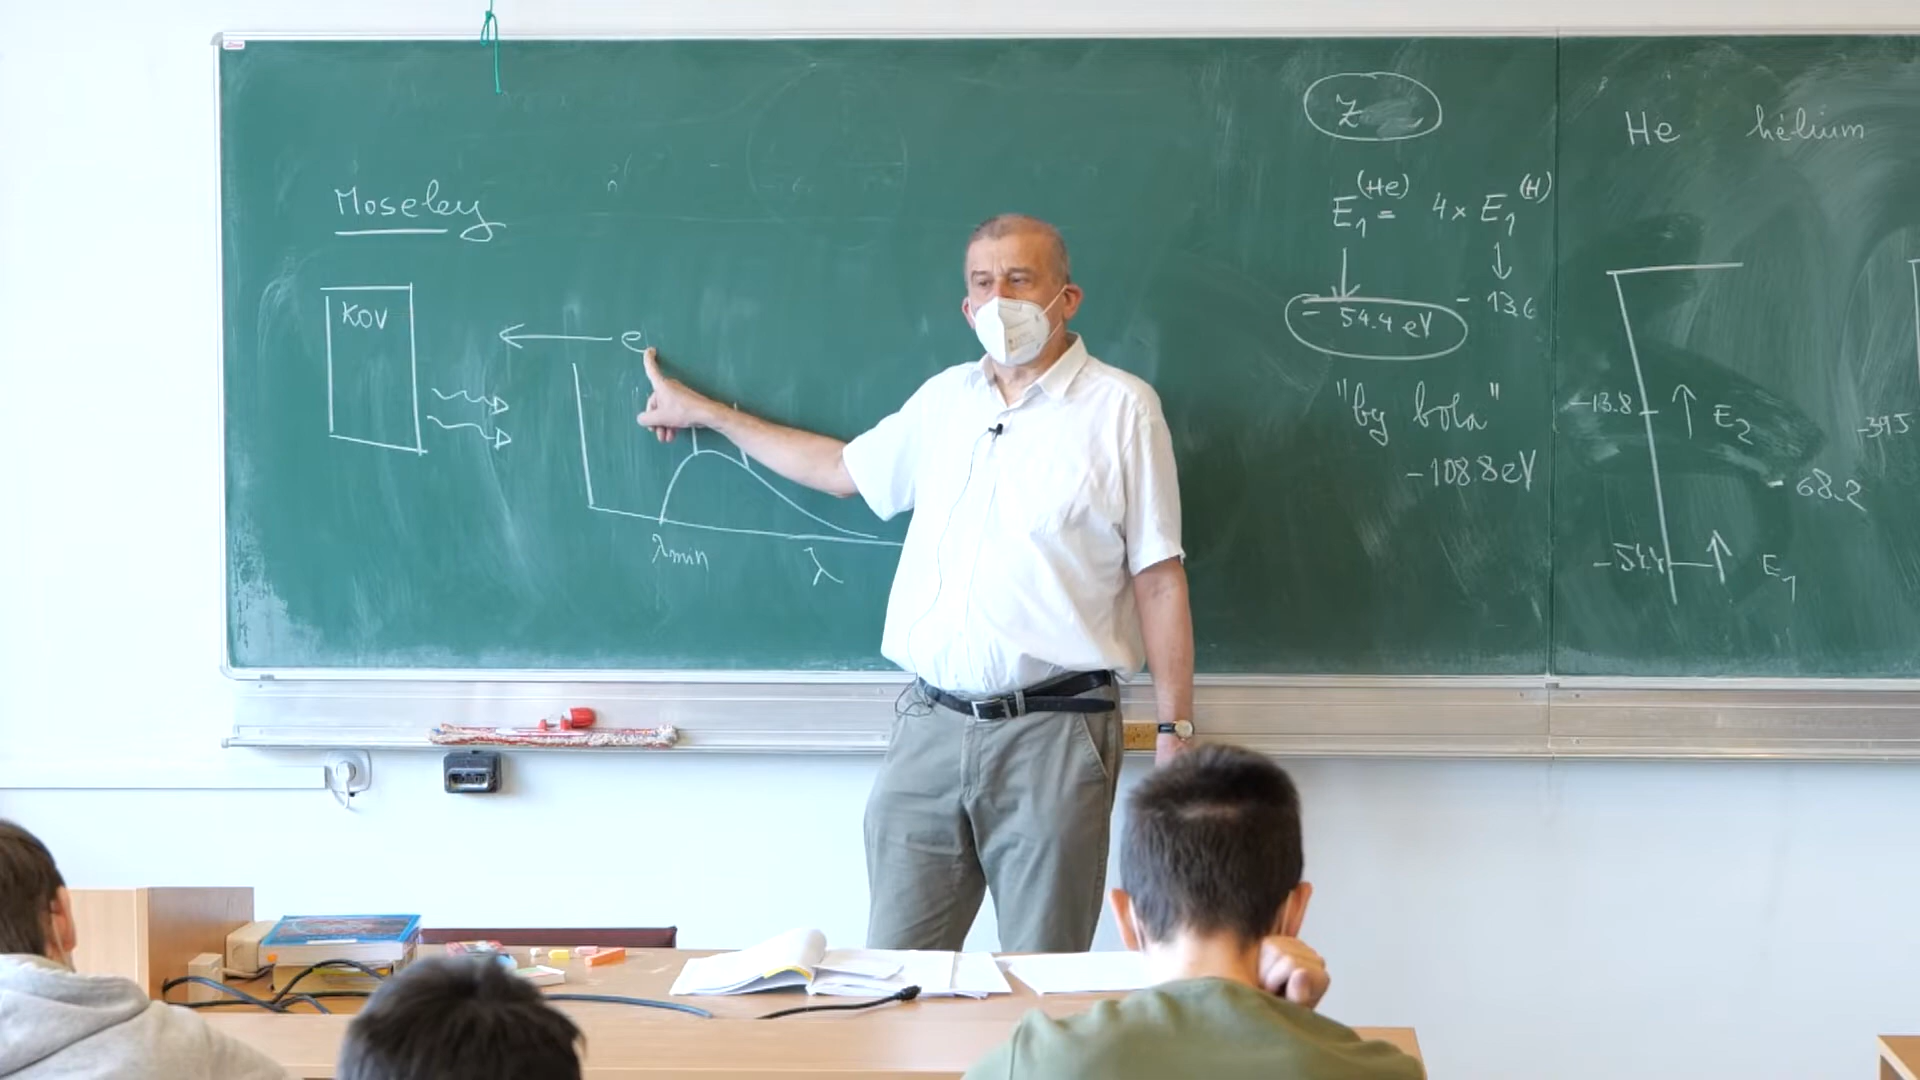 Moseley
KOV
e
λmin
λ
Z
E₁⁽ᴴᵉ⁾ = 4 × E₁⁽ᴴ⁾
- 13,6
- 54.4 eV
"by bola"
-108.8 eV
He hélium
-13.8 E₂
-39.5
- 68.2
-54.4 E₁